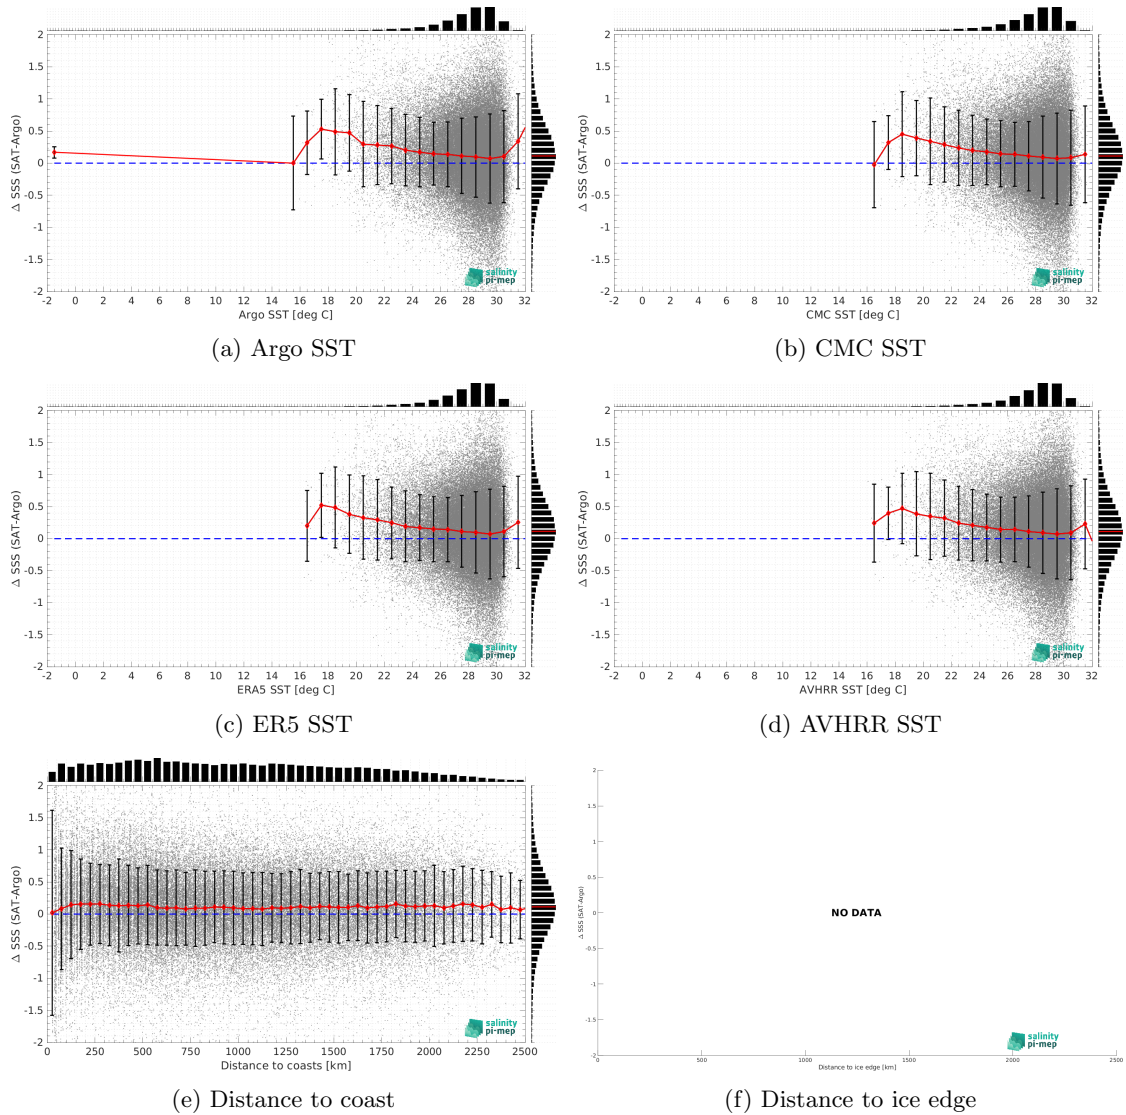 2
1.5
1
0.5
0
-0.5
-1
-1.5
-2
Δ SSS (SAT-Argo)
-2 0 2 4 6 8 10 12 14 16 18 20 22 24 26 28 30 32
Argo SST [deg C]
salinity
pi-mep
(a) Argo SST
2
1.5
1
0.5
0
-0.5
-1
-1.5
-2
Δ SSS (SAT-Argo)
-2 0 2 4 6 8 10 12 14 16 18 20 22 24 26 28 30 32
CMC SST [deg C]
salinity
pi-mep
(b) CMC SST
2
1.5
1
0.5
0
-0.5
-1
-1.5
-2
Δ SSS (SAT-Argo)
-2 0 2 4 6 8 10 12 14 16 18 20 22 24 26 28 30 32
ERA5 SST [deg C]
salinity
pi-mep
(c) ER5 SST
2
1.5
1
0.5
0
-0.5
-1
-1.5
-2
Δ SSS (SAT-Argo)
-2 0 2 4 6 8 10 12 14 16 18 20 22 24 26 28 30 32
AVHRR SST [deg C]
salinity
pi-mep
(d) AVHRR SST
2
1.5
1
0.5
0
-0.5
-1
-1.5
-2
Δ SSS (SAT-Argo)
0 250 500 750 1000 1250 1500 1750 2000 2250 2500
Distance to coasts [km]
salinity
pi-mep
(e) Distance to coast
2
1.5
1
0.5
0
-0.5
-1
-1.5
-2
Δ SSS (SAT-Argo)
NO DATA
0 500 1000 1500 2000 2500
Distance to ice edge [km]
salinity
pi-mep
(f) Distance to ice edge